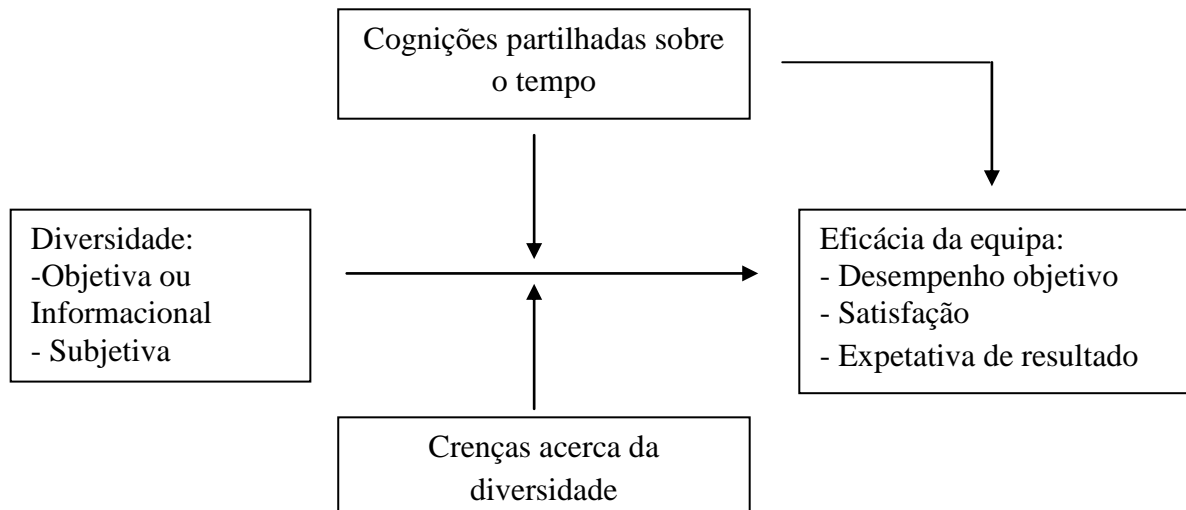 Cognições partilhadas sobre
o tempo
Diversidade:
-Objetiva ou
Informacional
- Subjetiva
Eficácia da equipa:
- Desempenho objetivo
- Satisfação
- Expetativa de resultado
Crenças acerca da
diversidade